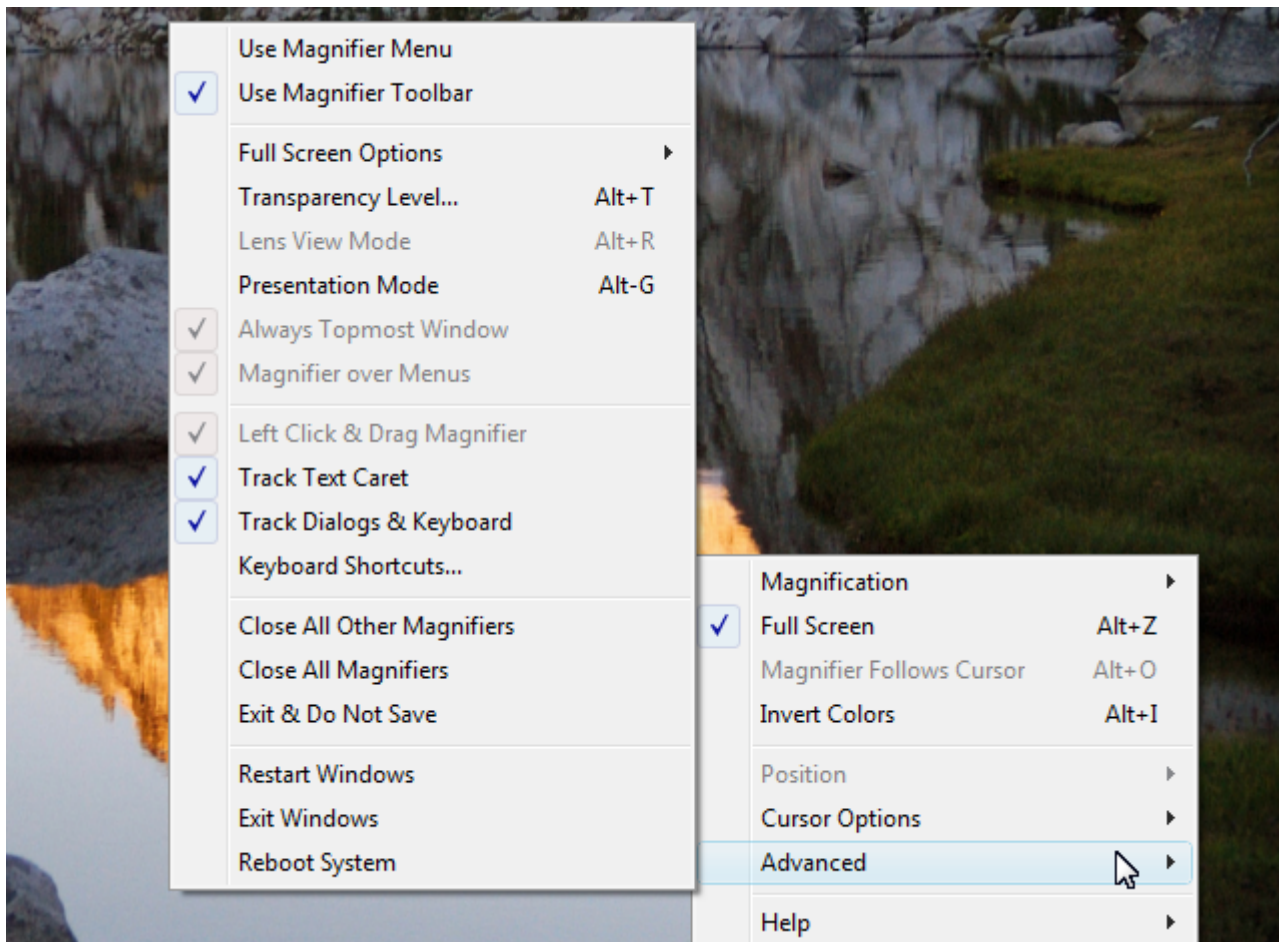 Use Magnifier Menu
Use Magnifier Toolbar
Full Screen Options
Transparency Level... Alt+T
Lens View Mode Alt+R
Presentation Mode Alt-G
Always Topmost Window
Magnifier over Menus
Left Click & Drag Magnifier
Track Text Caret
Track Dialogs & Keyboard
Keyboard Shortcuts...
Close All Other Magnifiers
Close All Magnifiers
Exit & Do Not Save
Restart Windows
Exit Windows
Reboot System
Magnification
Full Screen Alt+Z
Magnifier Follows Cursor Alt+O
Invert Colors Alt+I
Position
Cursor Options
Advanced
Help